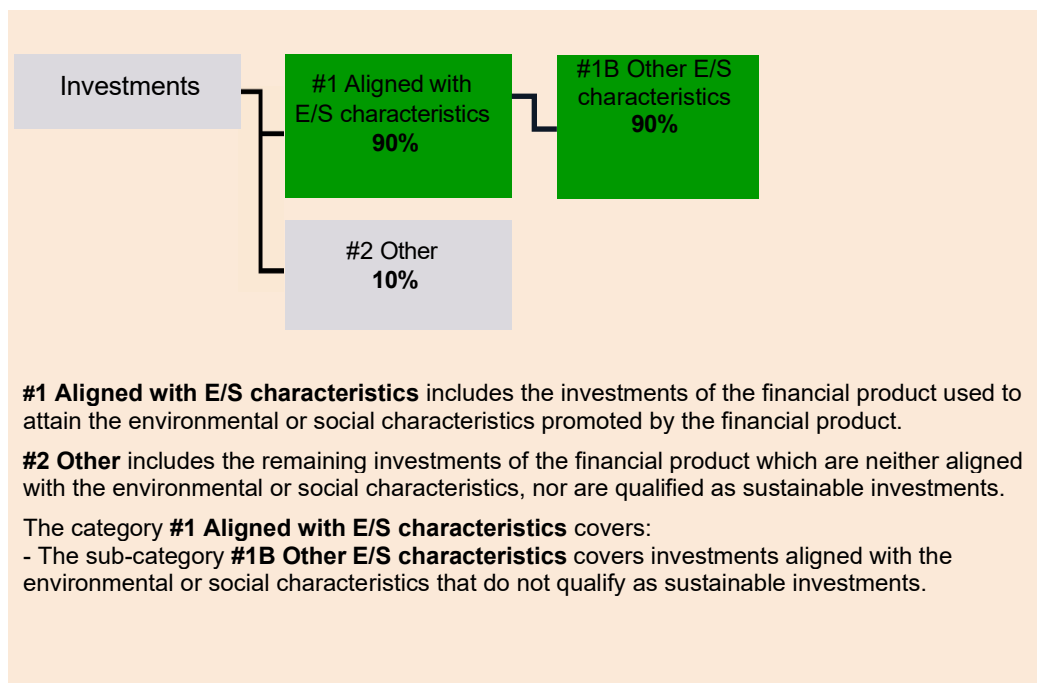 Investments
#1 Aligned with
E/S characteristics
90%
#1B Other E/S
characteristics
90%
#2 Other
10%
#1 Aligned with E/S characteristics includes the investments of the financial product used to
attain the environmental or social characteristics promoted by the financial product.
#2 Other includes the remaining investments of the financial product which are neither aligned
with the environmental or social characteristics, nor are qualified as sustainable investments.
The category #1 Aligned with E/S characteristics covers:
- The sub-category #1B Other E/S characteristics covers investments aligned with the
environmental or social characteristics that do not qualify as sustainable investments.